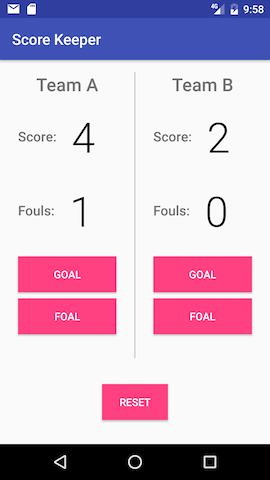 4G 9:58
Score Keeper
Team A
Team B
Score: 4
Score: 2
Fouls: 1
Fouls: 0
GOAL
GOAL
FOAL
FOAL
RESET